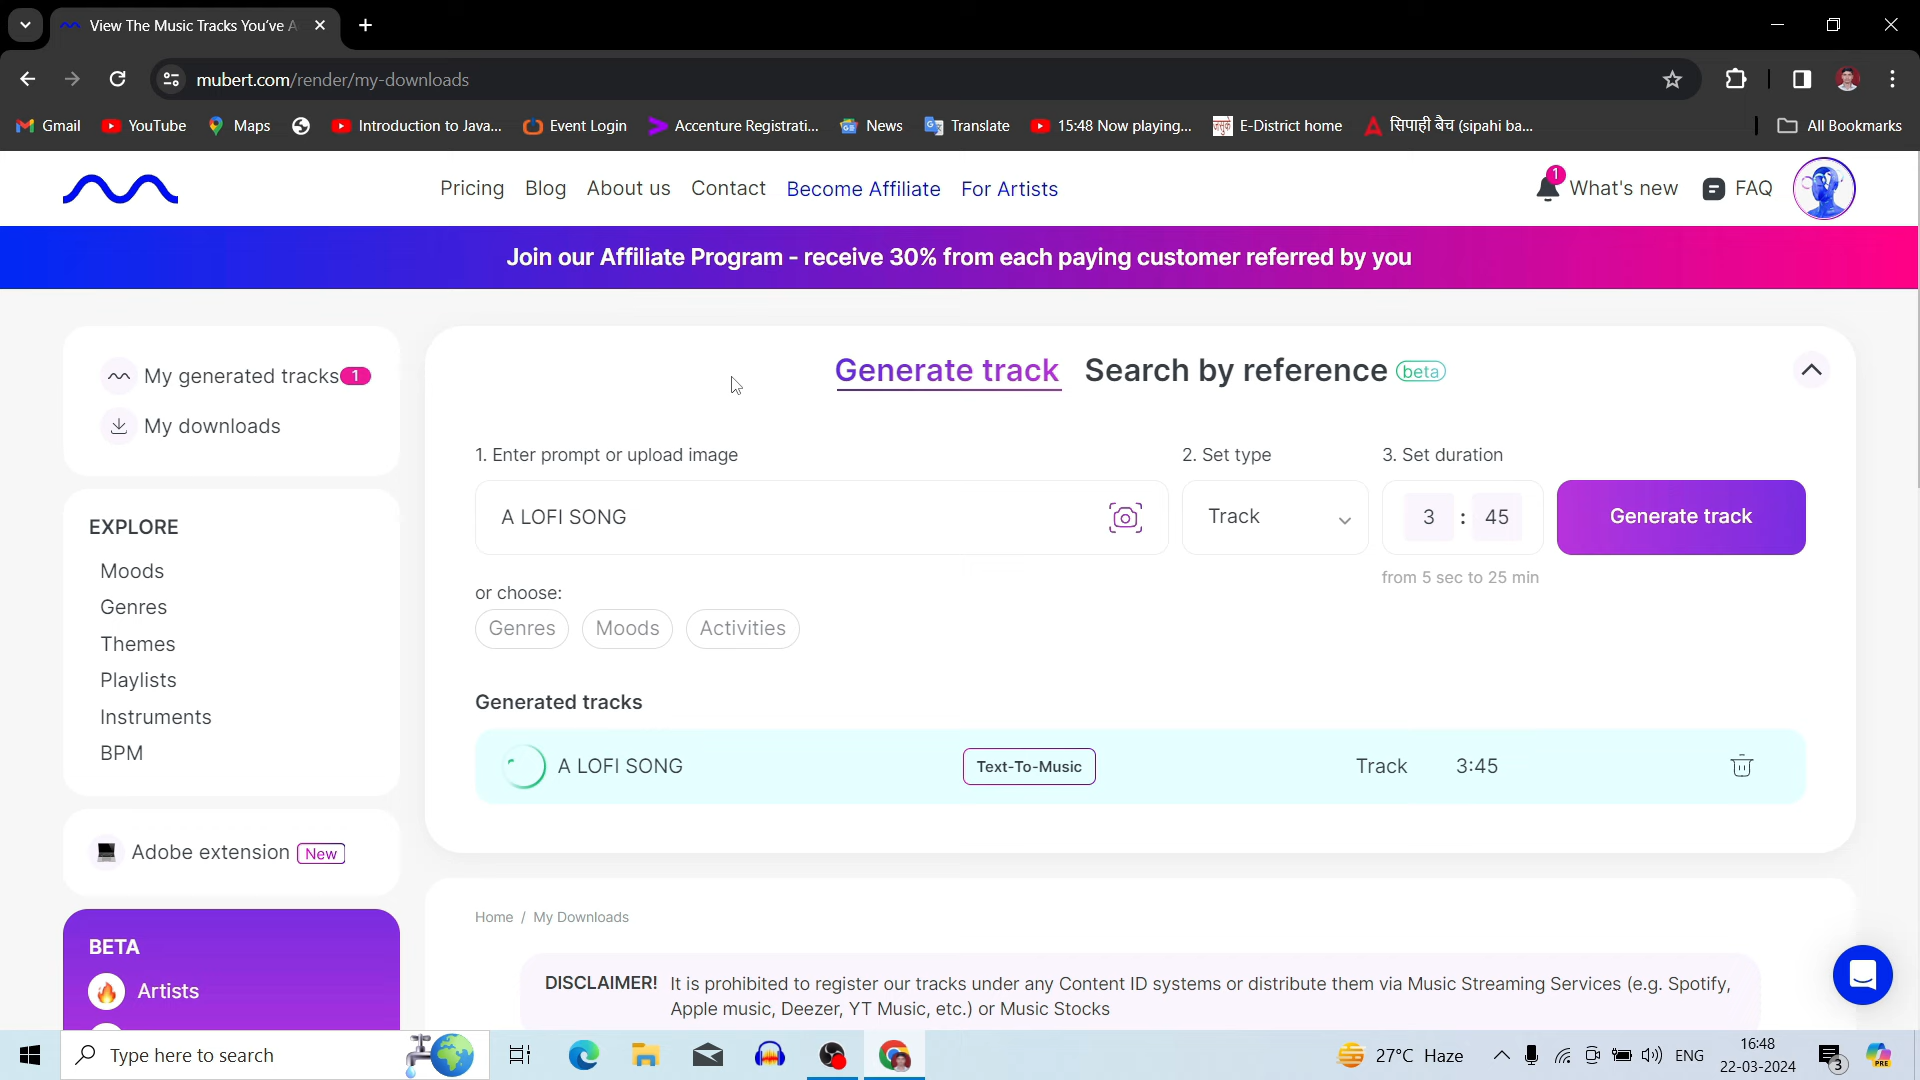 View The Music Tracks You've A
mubert.com/render/my-downloads
Gmail YouTube Maps Introduction to Java... Event Login Accenture Registrati... News Translate 15:48 Now playing... E-District home सिपाही बैच (sipahi ba... All Bookmarks
Pricing Blog About us Contact Become Affiliate For Artists 1 What's new FAQ
Join our Affiliate Program - receive 30% from each paying customer referred by you
My generated tracks 1
My downloads
EXPLORE
Moods
Genres
Themes
Playlists
Instruments
BPM
Adobe extension New
BETA
Artists
Generate track Search by reference beta
1. Enter prompt or upload image 2. Set type 3. Set duration
A LOFI SONG Track 3 : 45 Generate track
from 5 sec to 25 min
or choose:
Genres Moods Activities
Generated tracks
A LOFI SONG Text-To-Music Track 3:45
Home / My Downloads
DISCLAIMER! It is prohibited to register our tracks under any Content ID systems or distribute them via Music Streaming Services (e.g. Spotify,
Apple music, Deezer, YT Music, etc.) or Music Stocks
Type here to search 27°C Haze ENG 16:48
22-03-2024 3 PRE